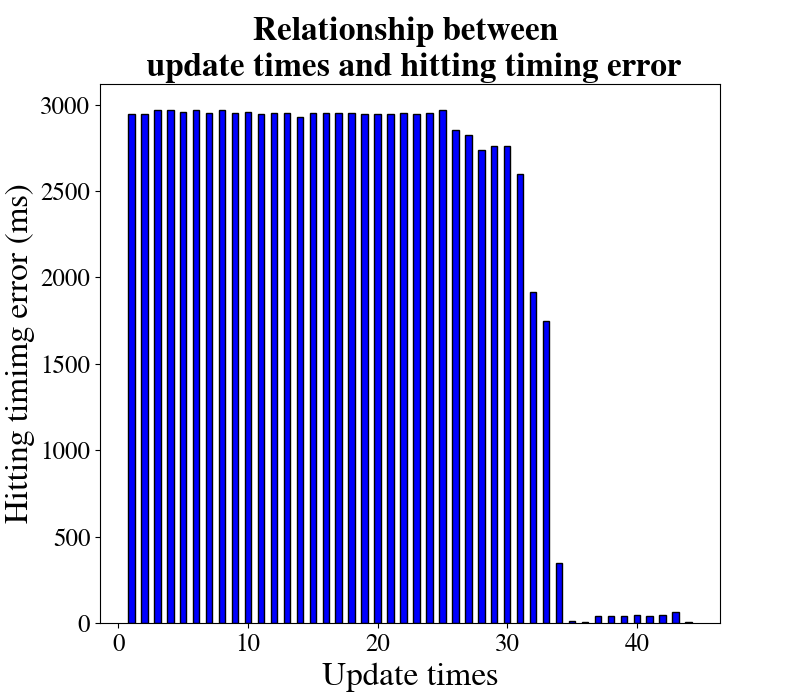 Relationship between
update times and hitting timing error
Hitting timimg error (ms)
3000
2500
2000
1500
1000
500
0
0 10 20 30 40
Update times